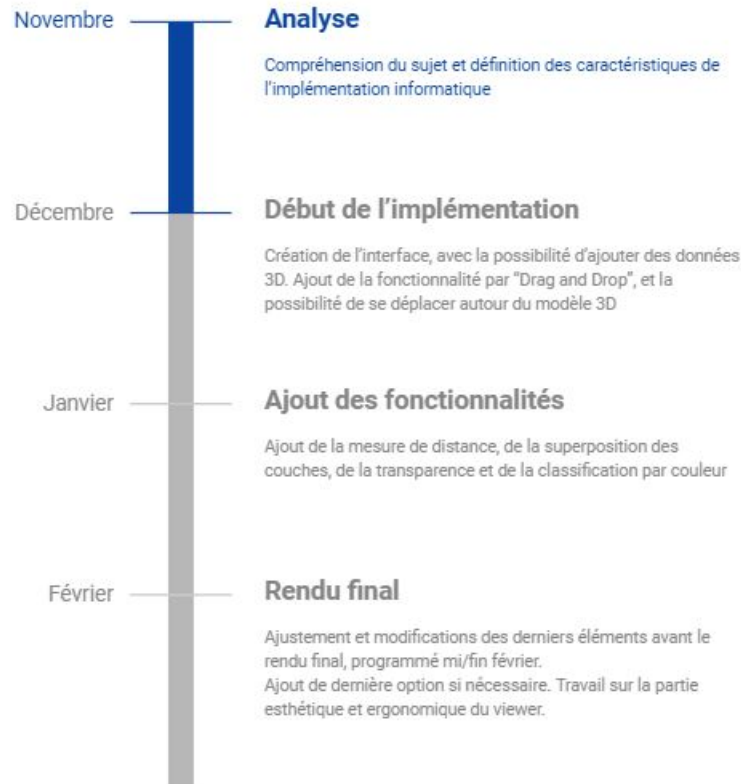 Novembre
Analyse
Compréhension du sujet et définition des caractéristiques de
l'implémentation informatique
Décembre
Début de l'implémentation
Création de l'interface, avec la possibilité d'ajouter des données
3D. Ajout de la fonctionnalité par "Drag and Drop", et la
possibilité de se déplacer autour du modèle 3D
Janvier
Ajout des fonctionnalités
Ajout de la mesure de distance, de la superposition des
couches, de la transparence et de la classification par couleur
Février
Rendu final
Ajustement et modifications des derniers éléments avant le
rendu final, programmé mi/fin février.
Ajout de dernière option si nécessaire. Travail sur la partie
esthétique et ergonomique du viewer.